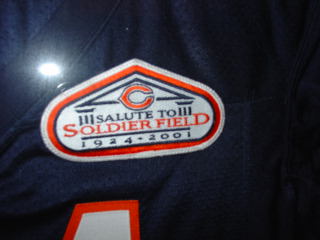 C
SALUTE TO
SOLDIER FIELD
1924-2001